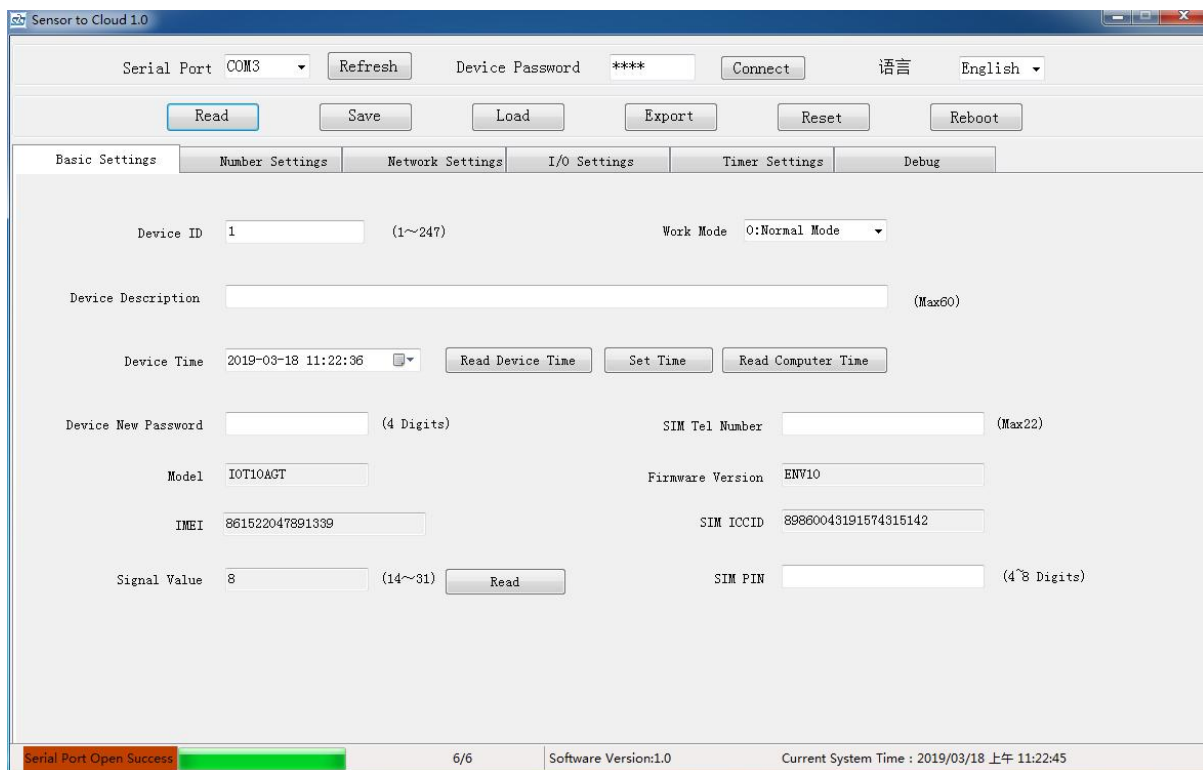 Sensor to Cloud 1.0
Serial Port COM3 Refresh Device Password **** Connect 语言 English
Read Save Load Export Reset Reboot
Basic Settings Number Settings Network Settings I/O Settings Timer Settings Debug
Device ID 1 (1～247) Work Mode 0:Normal Mode
Device Description (Max60)
Device Time 2019-03-18 11:22:36 Read Device Time Set Time Read Computer Time
Device New Password (4 Digits) SIM Tel Number (Max22)
Model IOT10AGT Firmware Version ENV10
IMEI 861522047891339 SIM ICCID 89860043191574315142
Signal Value 8 (14～31) Read SIM PIN (4~8 Digits)
Serial Port Open Success 6/6 Software Version:1.0 Current System Time : 2019/03/18 上午 11:22:45